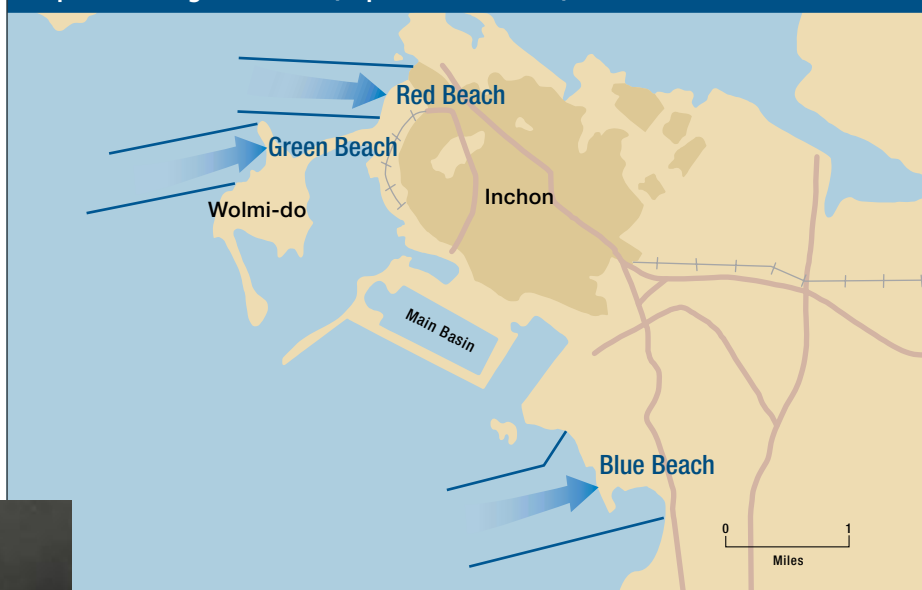 Red Beach
Green Beach
Wolmi-do
Inchon
Main Basin
Blue Beach
0 1
Miles